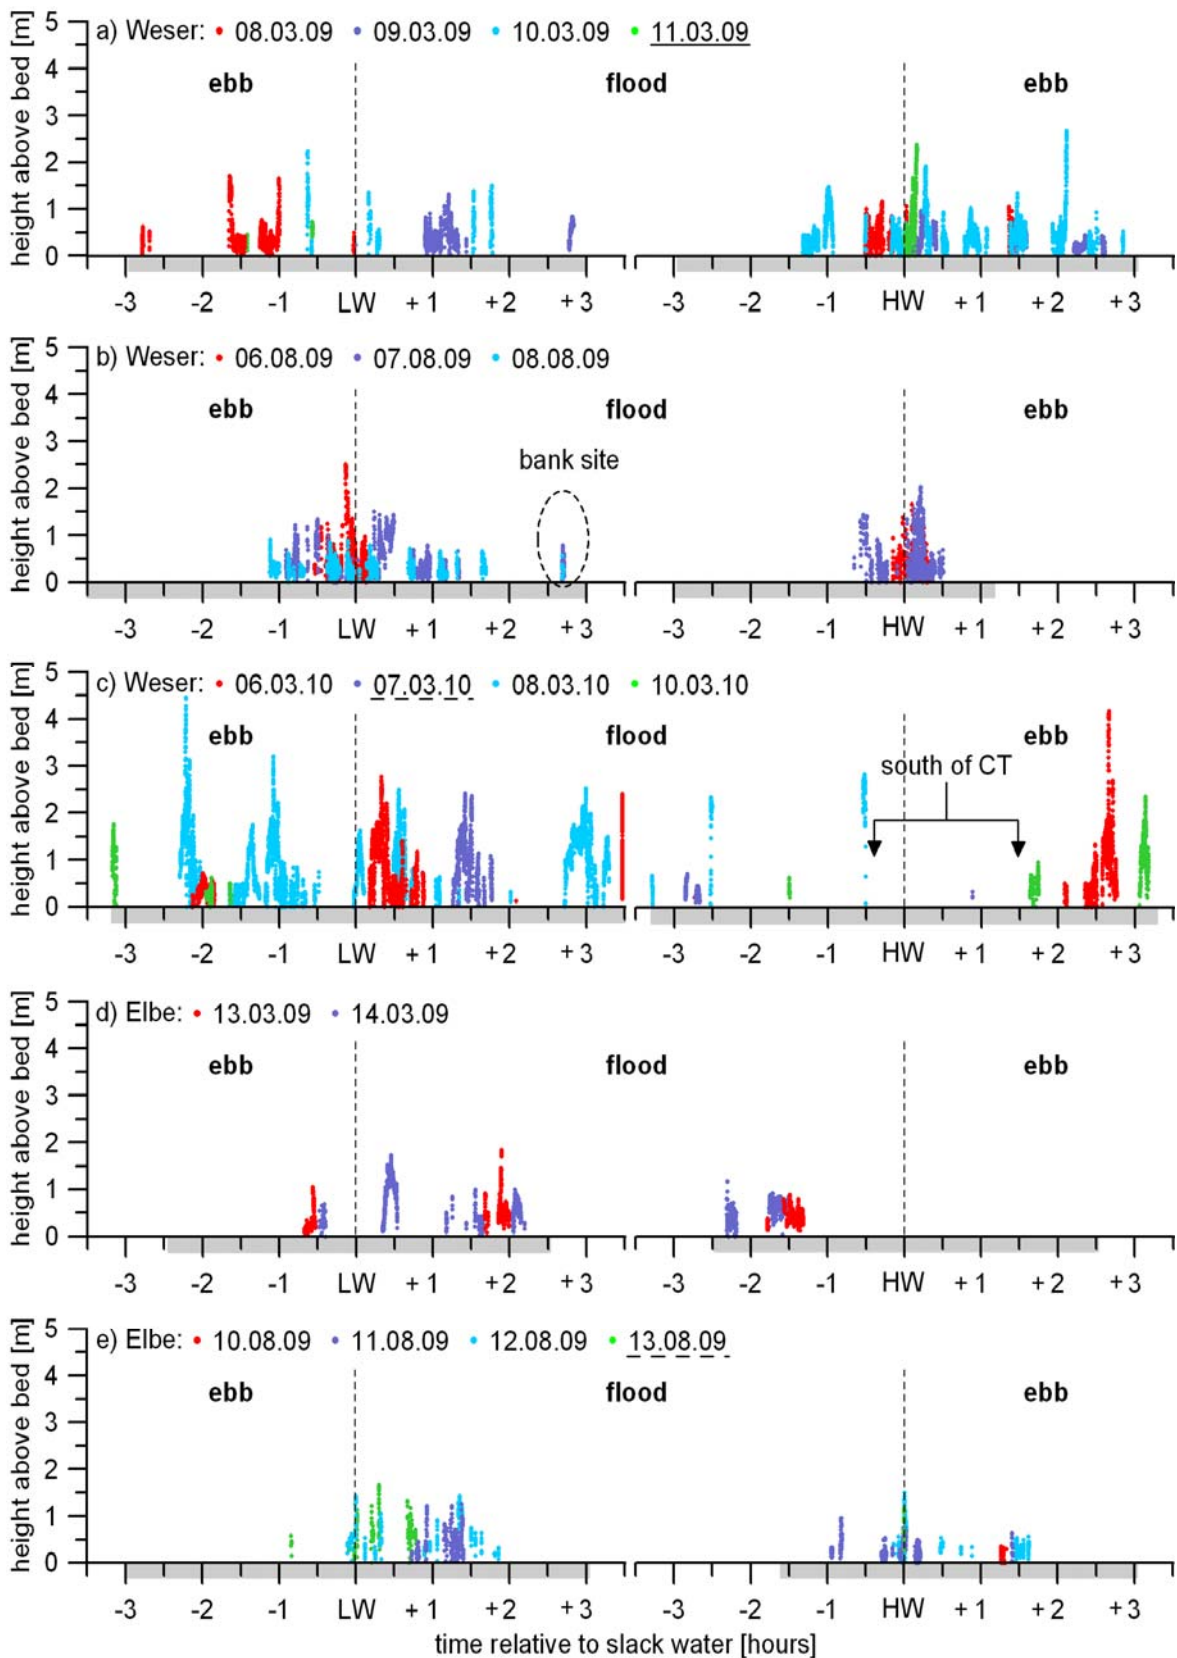 a) Weser: 08.03.09 09.03.09 10.03.09 11.03.09
ebb flood ebb
height above bed [m]
5
4
3
2
1
0
-3 -2 -1 LW +1 +2 +3 -3 -2 -1 HW +1 +2 +3
b) Weser: 06.08.09 07.08.09 08.08.09
ebb flood ebb
bank site
height above bed [m]
5
4
3
2
1
0
-3 -2 -1 LW +1 +2 +3 -3 -2 -1 HW +1 +2 +3
c) Weser: 06.03.10 07.03.10 08.03.10 10.03.10
ebb flood ebb
south of CT
height above bed [m]
5
4
3
2
1
0
-3 -2 -1 LW +1 +2 +3 -3 -2 -1 HW +1 +2 +3
d) Elbe: 13.03.09 14.03.09
ebb flood ebb
height above bed [m]
5
4
3
2
1
0
-3 -2 -1 LW +1 +2 +3 -3 -2 -1 HW +1 +2 +3
e) Elbe: 10.08.09 11.08.09 12.08.09 13.08.09
ebb flood ebb
height above bed [m]
5
4
3
2
1
0
-3 -2 -1 LW +1 +2 +3 -3 -2 -1 HW +1 +2 +3
time relative to slack water [hours]